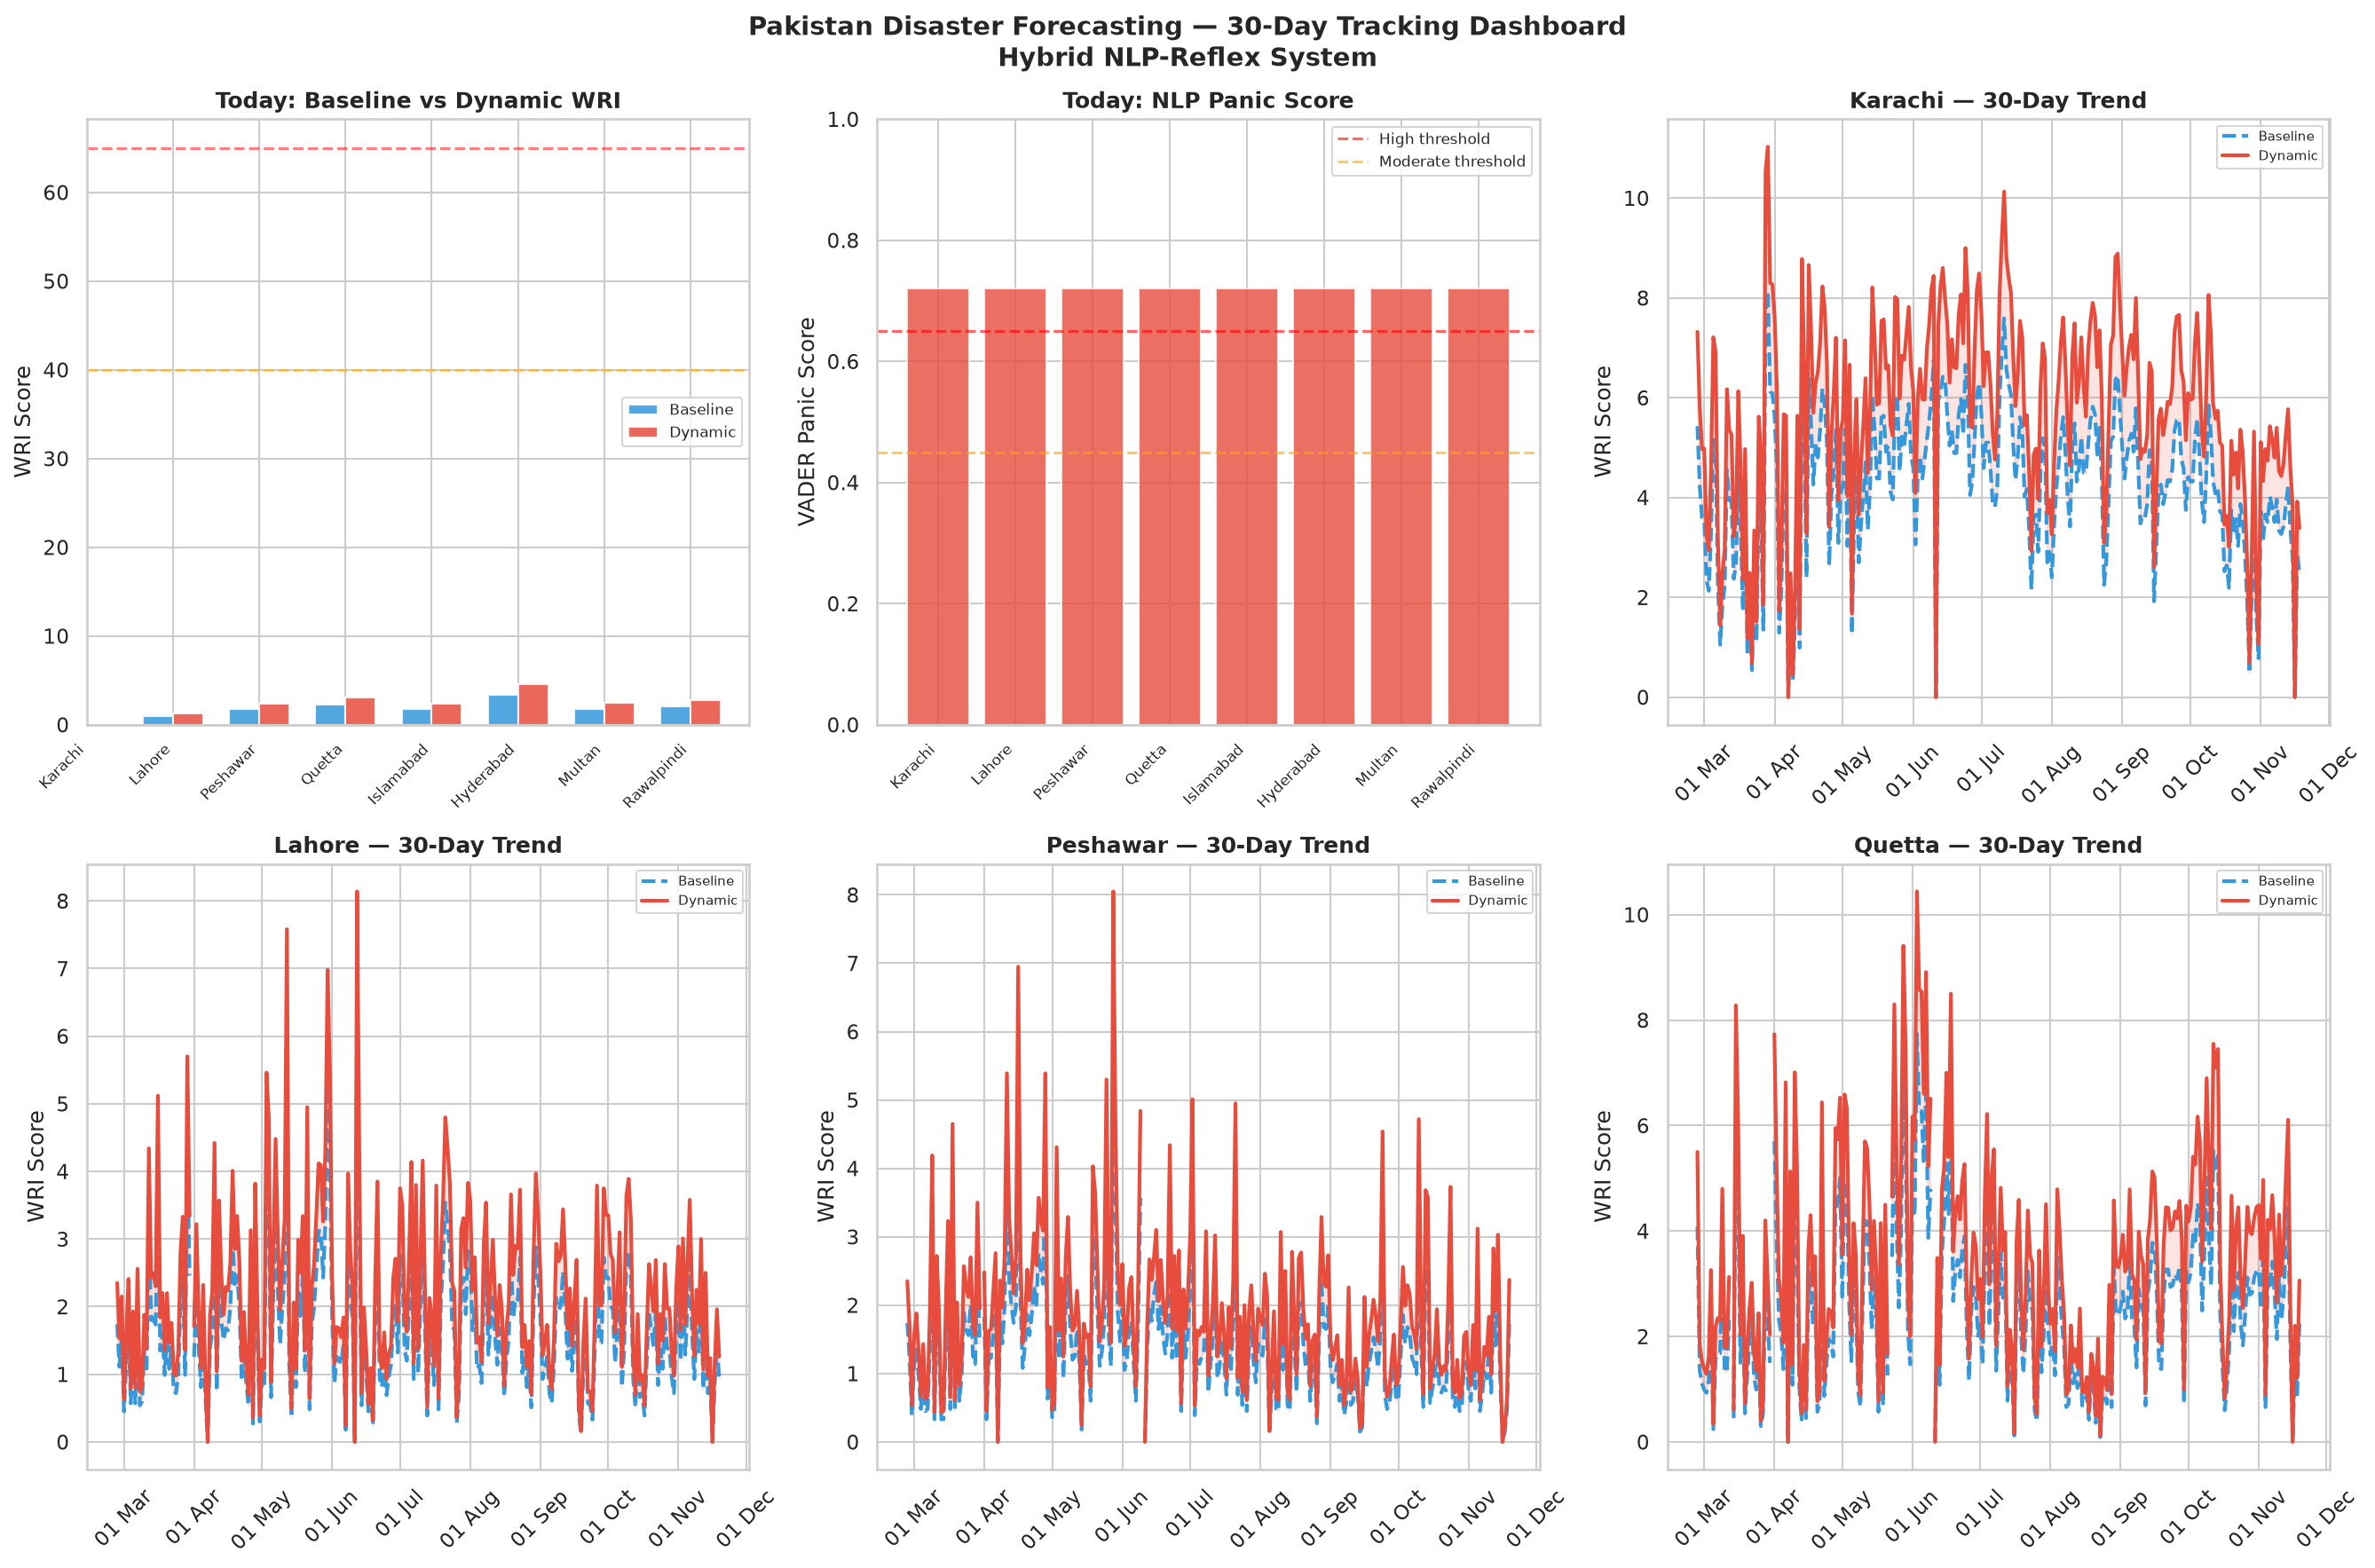 Pakistan Disaster Forecasting — 30-Day Tracking Dashboard
Hybrid NLP-Reflex System
Today: Baseline vs Dynamic WRI
WRI Score
60
50
40
30
20
10
0
Baseline
Dynamic
Karachi
Lahore
Peshawar
Quetta
Islamabad
Hyderabad
Multan
Rawalpindi
Today: NLP Panic Score
VADER Panic Score
1.0
0.8
0.6
0.4
0.2
0.0
High threshold
Moderate threshold
Karachi
Lahore
Peshawar
Quetta
Islamabad
Hyderabad
Multan
Rawalpindi
Karachi — 30-Day Trend
WRI Score
10
8
6
4
2
0
Baseline
Dynamic
01 Mar
01 Apr
01 May
01 Jun
01 Jul
01 Aug
01 Sep
01 Oct
01 Nov
01 Dec
Lahore — 30-Day Trend
WRI Score
8
7
6
5
4
3
2
1
0
Baseline
Dynamic
01 Mar
01 Apr
01 May
01 Jun
01 Jul
01 Aug
01 Sep
01 Oct
01 Nov
01 Dec
Peshawar — 30-Day Trend
WRI Score
8
7
6
5
4
3
2
1
0
Baseline
Dynamic
01 Mar
01 Apr
01 May
01 Jun
01 Jul
01 Aug
01 Sep
01 Oct
01 Nov
01 Dec
Quetta — 30-Day Trend
WRI Score
10
8
6
4
2
0
Baseline
Dynamic
01 Mar
01 Apr
01 May
01 Jun
01 Jul
01 Aug
01 Sep
01 Oct
01 Nov
01 Dec